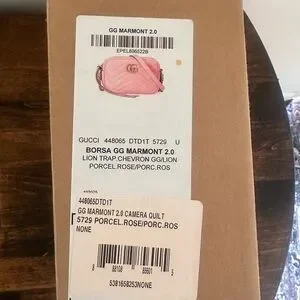 GG MARMONT 2.0
GUCCI 448065 DTD1T 5729 U
BORSA GG MARMONT 2.0
LION TRAP.CHEVRON GG/LION
PORCEL.ROSE/PORC.ROS
448065DTD1T
GG MARMONT 2.0 CAMERA QUILT
5729 PORCEL.ROSE/PORC.ROS
NONE
5381658253NONE